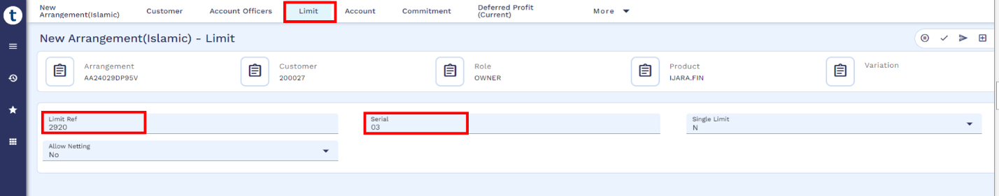 t
New
Arrangement(Islamic)
Customer
Account Officers
Limit
Account
Commitment
Deferred Profit
(Current)
More
New Arrangement(Islamic) - Limit
Arrangement
AA24029DP95V
Customer
200027
Role
OWNER
Product
IJARA.FIN
Variation
Limit Ref
2920
Serial
03
Single Limit
N
Allow Netting
No